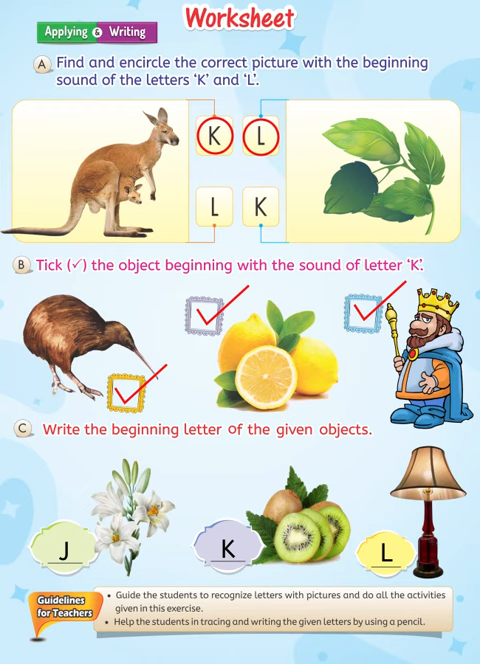 Worksheet
Applying & Writing
A Find and encircle the correct picture with the beginning
sound of the letters ‘K’ and ‘L’.
K L
L K
B Tick (✓) the object beginning with the sound of letter ‘K’.
C Write the beginning letter of the given objects.
J K L
Guidelines
for Teachers
• Guide the students to recognize letters with pictures and do all the activities
given in this exercise.
• Help the students in tracing and writing the given letters by using a pencil.